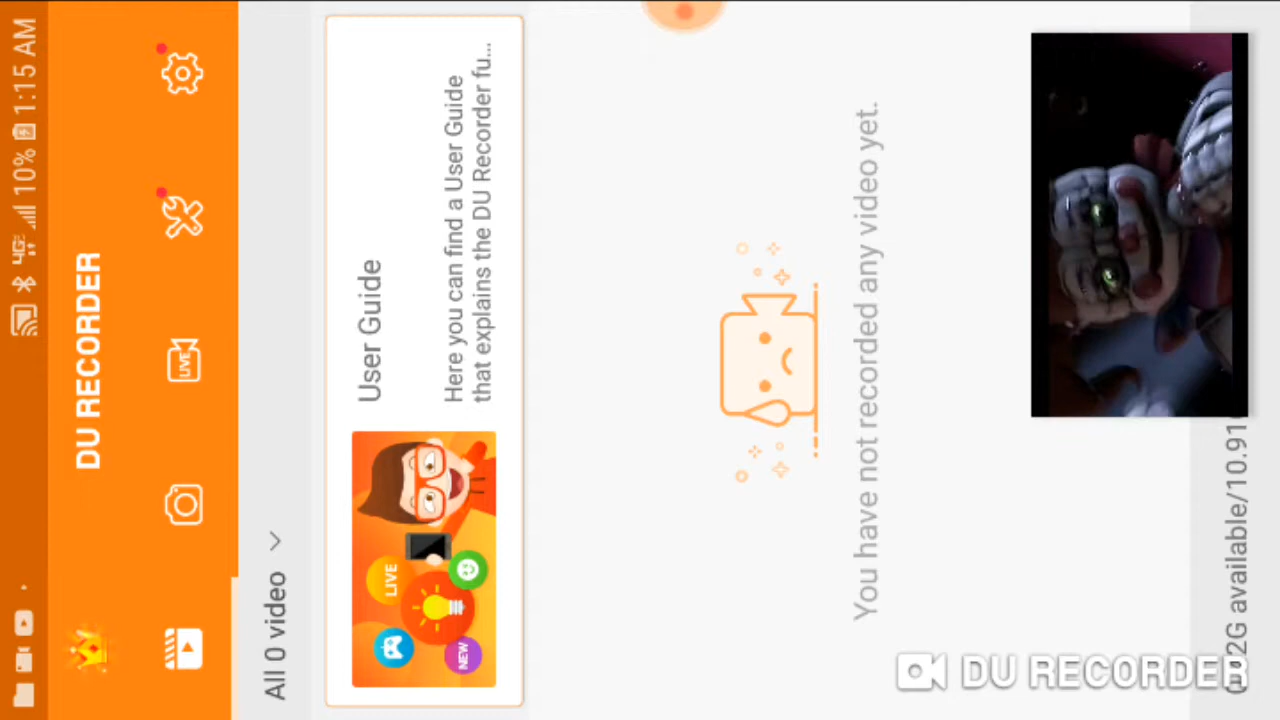 4G 10% 1:15 AM
DU RECORDER
LIVE
All 0 video
LIVE
NEW
User Guide
Here you can find a User Guide
that explains the DU Recorder fu...
You have not recorded any video yet.
2G available/10.91
DU RECORDER